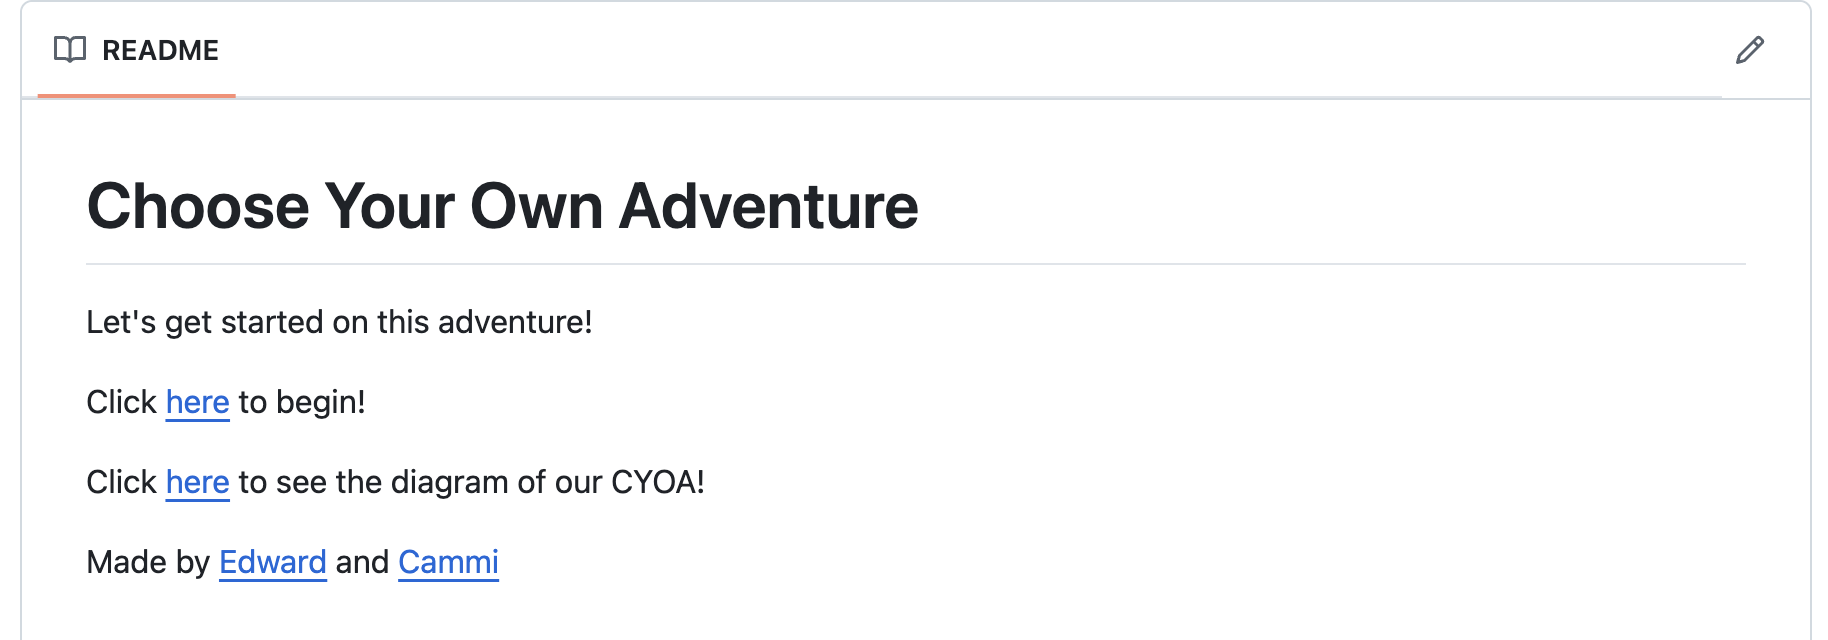 README
Choose Your Own Adventure
Let's get started on this adventure!
Click here to begin!
Click here to see the diagram of our CYOA!
Made by Edward and Cammi